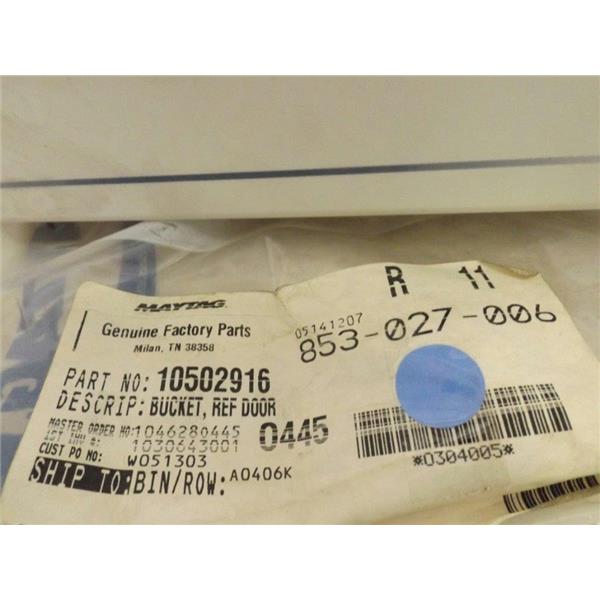 MAYTAG
Genuine Factory Parts
Milan, TN 38358
R 11
05141207
853-027-006
PART NO: 10502916
DESCRIP: BUCKET, REF DOOR
MASTER ORDER NO: 1046280445 0445
1030643001
CUST PO NO: W051303
SHIP TO: BIN/ROW: A0406K
*0304005*